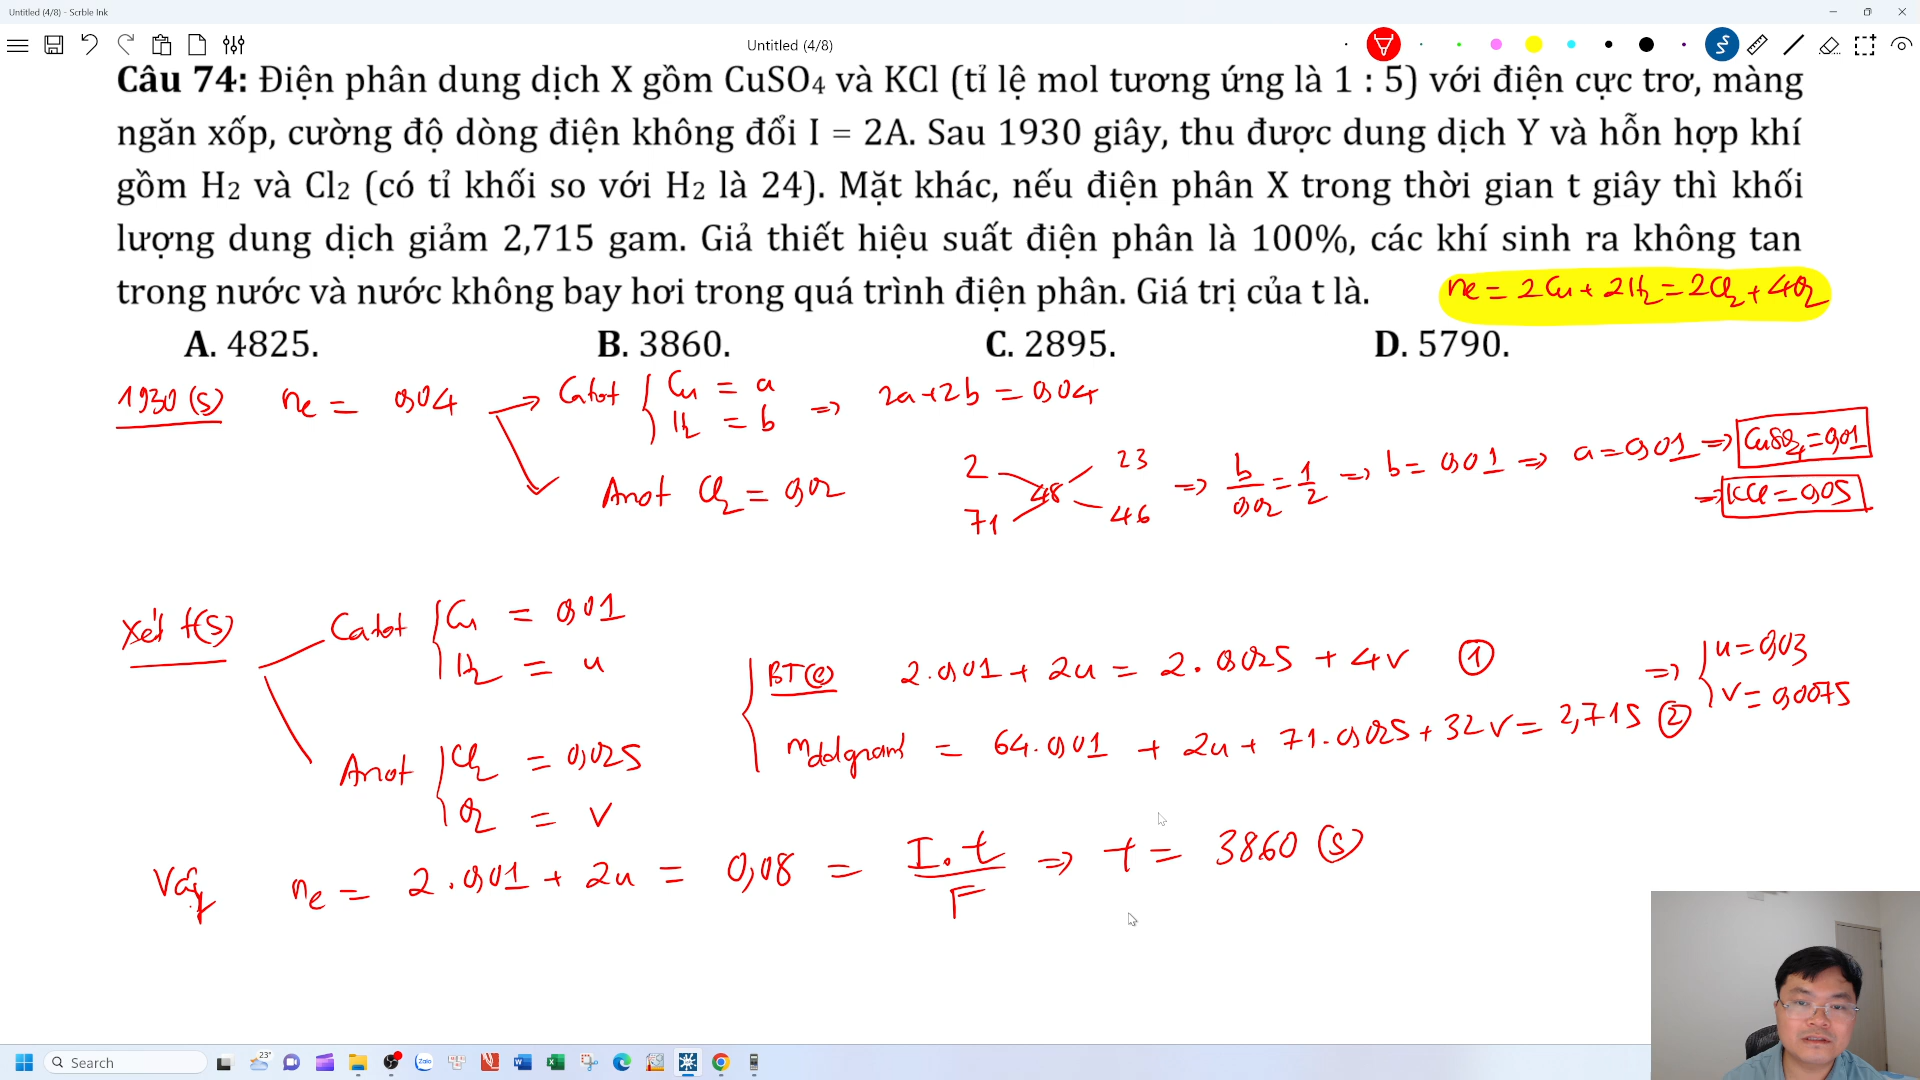 Untitled (4/8) - Scrble Ink
Untitled (4/8)
Câu 74: Điện phân dung dịch X gồm CuSO4 và KCl (tỉ lệ mol tương ứng là 1 : 5) với điện cực trơ, màng
ngăn xốp, cường độ dòng điện không đổi I = 2A. Sau 1930 giây, thu được dung dịch Y và hỗn hợp khí
gồm H2 và Cl2 (có tỉ khối so với H2 là 24). Mặt khác, nếu điện phân X trong thời gian t giây thì khối
lượng dung dịch giảm 2,715 gam. Giả thiết hiệu suất điện phân là 100%, các khí sinh ra không tan
trong nước và nước không bay hơi trong quá trình điện phân. Giá trị của t là.
ne = 2Cu + 2H2 = 2Cl2 + 4O2
A. 4825. B. 3860. C. 2895. D. 5790.
1930 (s) ne = 0,04
Catot { Cu = a
H2 = b
=> 2a + 2b = 0,04
Anot Cl2 = 0,02
2 23
48
71 46
=> b/0,02 = 1/2 => b = 0,01 => a = 0,01 => CuSO4 = 0,01
=> KCl = 0,05
Xét t(s)
Catot { Cu = 0,01
H2 = u
Anot { Cl2 = 0,025
O2 = v
BT(e) 2.0,01 + 2u = 2.0,025 + 4v ①
mddgiảm = 64.0,01 + 2u + 71.0,025 + 32v = 2,715 ②
=> { u = 0,03
v = 0,0075
Vậy ne = 2.0,01 + 2u = 0,08 = I.t/F => t = 3860 (s)
23°
Search
Zalo